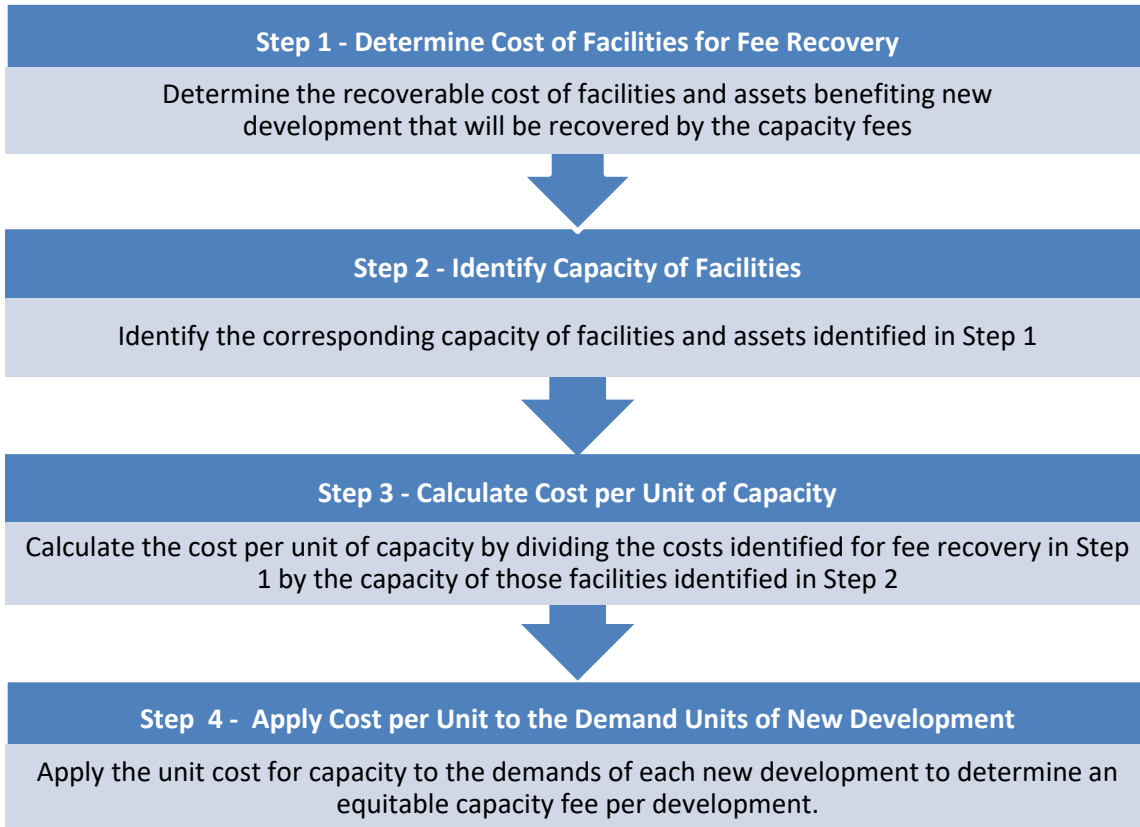 Step 1 - Determine Cost of Facilities for Fee Recovery
Determine the recoverable cost of facilities and assets benefiting new
development that will be recovered by the capacity fees
Step 2 - Identify Capacity of Facilities
Identify the corresponding capacity of facilities and assets identified in Step 1
Step 3 - Calculate Cost per Unit of Capacity
Calculate the cost per unit of capacity by dividing the costs identified for fee recovery in Step
1 by the capacity of those facilities identified in Step 2
Step 4 - Apply Cost per Unit to the Demand Units of New Development
Apply the unit cost for capacity to the demands of each new development to determine an
equitable capacity fee per development.